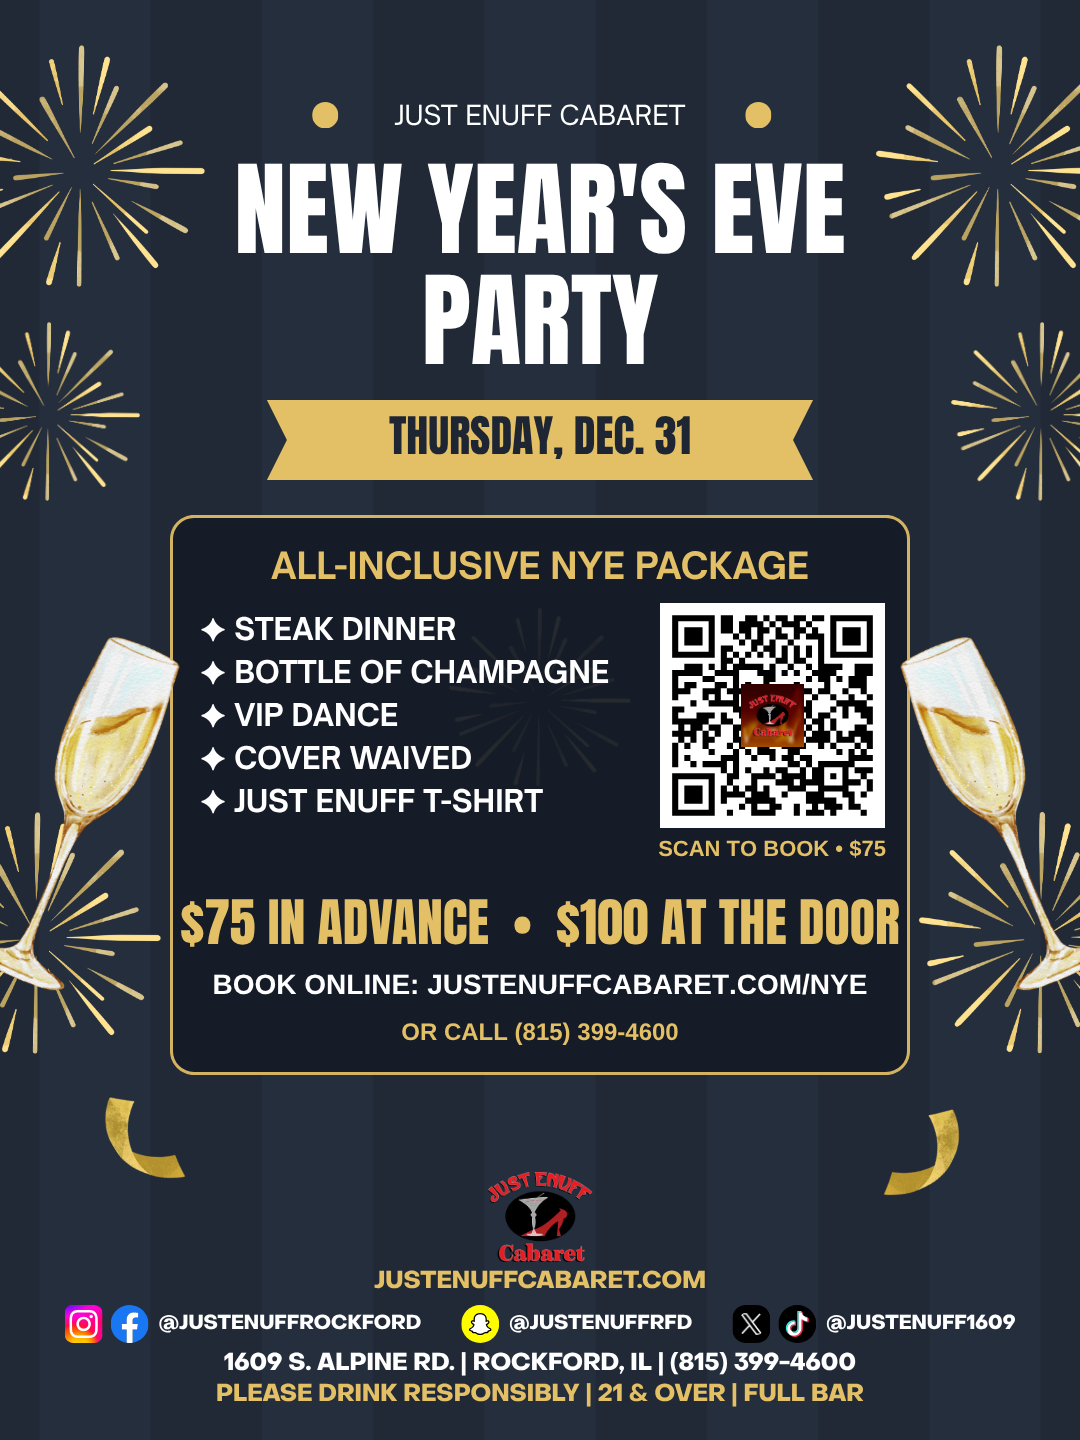 JUST ENUFF CABARET
NEW YEAR'S EVE
PARTY
THURSDAY, DEC. 31
ALL-INCLUSIVE NYE PACKAGE
STEAK DINNER
BOTTLE OF CHAMPAGNE
VIP DANCE
COVER WAIVED
JUST ENUFF T-SHIRT
JUST ENUFF
Cabaret
SCAN TO BOOK • $75
$75 IN ADVANCE • $100 AT THE DOOR
BOOK ONLINE: JUSTENUFFCABARET.COM/NYE
OR CALL (815) 399-4600
JUST ENUFF
Cabaret
JUSTENUFFCABARET.COM
@JUSTENUFFROCKFORD @JUSTENUFFRFD @JUSTENUFF1609
1609 S. ALPINE RD. | ROCKFORD, IL | (815) 399-4600
PLEASE DRINK RESPONSIBLY | 21 & OVER | FULL BAR